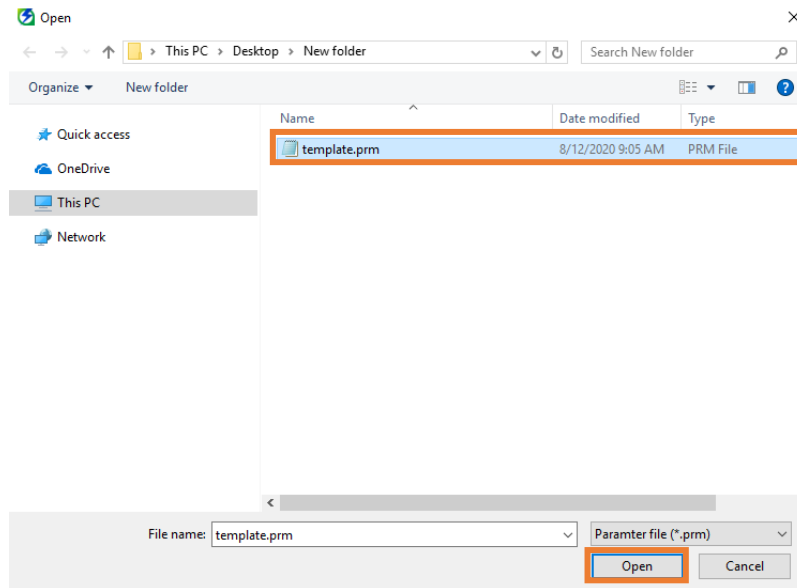 Open
This PC > Desktop > New folder
Search New folder
Organize
New folder
Name
Date modified
Type
Quick access
OneDrive
This PC
Network
template.prm
8/12/2020 9:05 AM
PRM File
File name:
template.prm
Paramter file (*.prm)
Open
Cancel